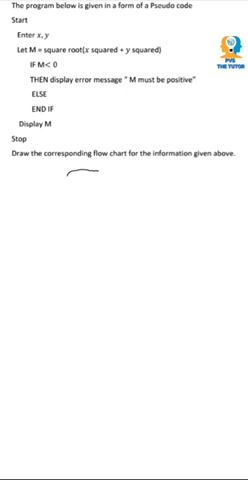 The program below is given in a form of a Pseudo code
Start
Enter x, y
Let M = square root(x squared + y squared)
IF M< 0
THEN display error message " M must be positive"
ELSE
END IF
Display M
Stop
Draw the corresponding flow chart for the information given above.
PVS
THE TUTOR